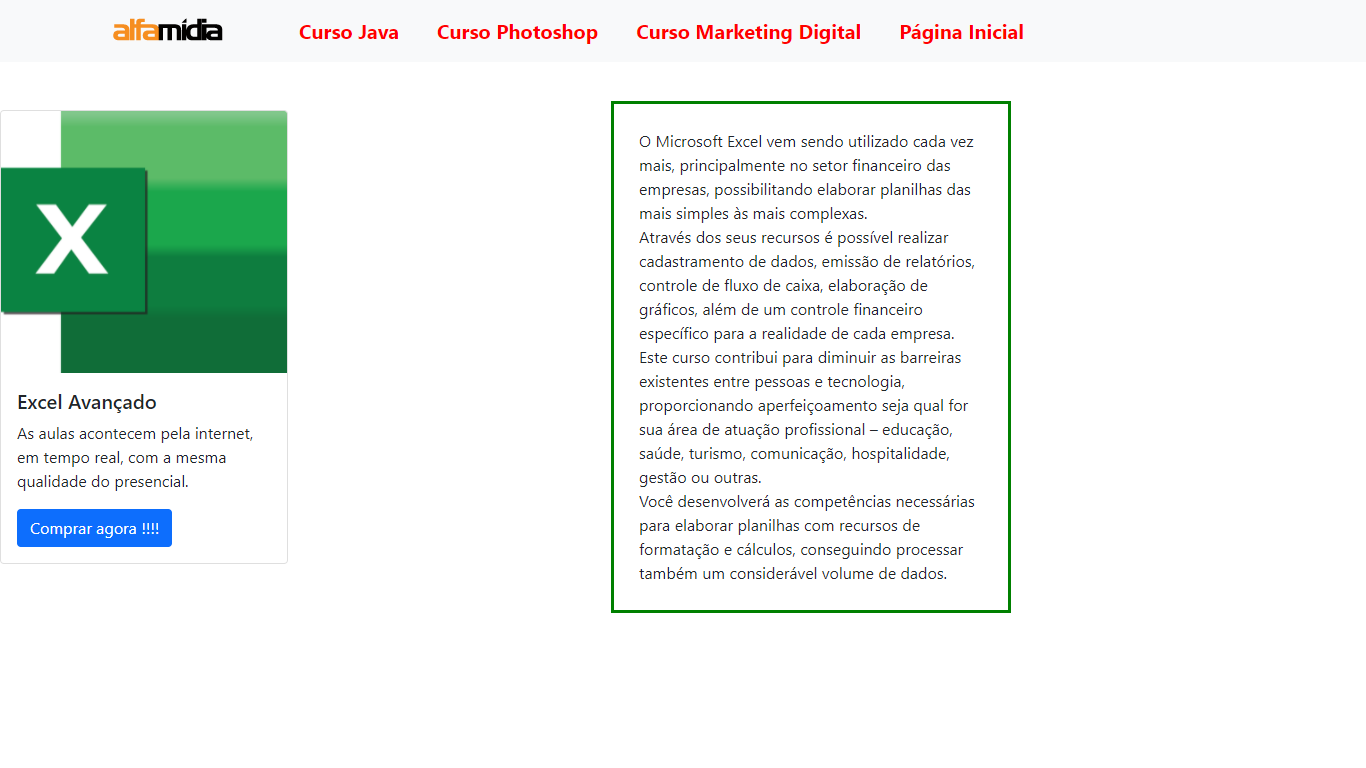 alfamídia
Curso Java
Curso Photoshop
Curso Marketing Digital
Página Inicial
X
Excel Avançado
As aulas acontecem pela internet,
em tempo real, com a mesma
qualidade do presencial.
Comprar agora !!!!
O Microsoft Excel vem sendo utilizado cada vez
mais, principalmente no setor financeiro das
empresas, possibilitando elaborar planilhas das
mais simples às mais complexas.
Através dos seus recursos é possível realizar
cadastramento de dados, emissão de relatórios,
controle de fluxo de caixa, elaboração de
gráficos, além de um controle financeiro
específico para a realidade de cada empresa.
Este curso contribui para diminuir as barreiras
existentes entre pessoas e tecnologia,
proporcionando aperfeiçoamento seja qual for
sua área de atuação profissional – educação,
saúde, turismo, comunicação, hospitalidade,
gestão ou outras.
Você desenvolverá as competências necessárias
para elaborar planilhas com recursos de
formatação e cálculos, conseguindo processar
também um considerável volume de dados.